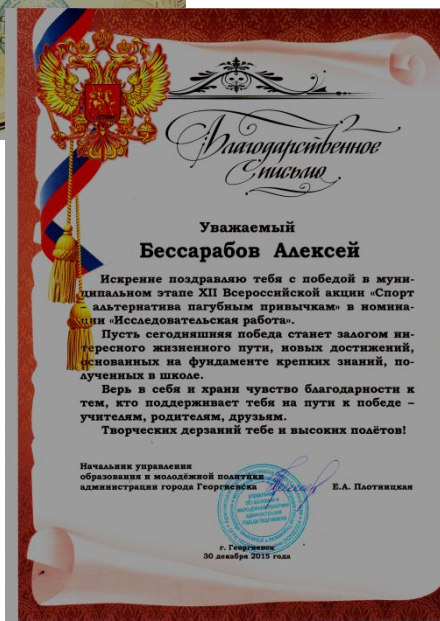 Благодарственное
письмо
Уважаемый
Бессарабов Алексей
Искренне поздравляю тебя с победой в муни-
ципальном этапе XII Всероссийской акции «Спорт
– альтернатива пагубным привычкам» в номина-
ции «Исследовательская работа».
Пусть сегодняшняя победа станет залогом ин-
тересного жизненного пути, новых достижений,
основанных на фундаменте крепких знаний, по-
лученных в школе.
Верь в себя и храни чувство благодарности к
тем, кто поддерживает тебя на пути к победе –
учителям, родителям, друзьям.
Творческих дерзаний тебе и высоких полётов!
Начальник управления
образования и молодёжной политики
администрации города Георгиевска Е.А. Плотницкая
г. Георгиевск
30 декабря 2015 года